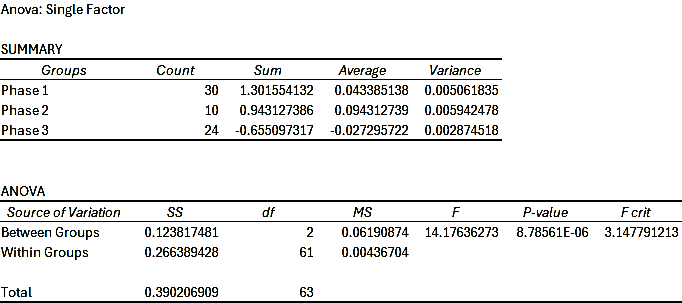 Anova: Single Factor
SUMMARY
Groups Count Sum Average Variance
Phase 1 30 1.301554132 0.043385138 0.005061835
Phase 2 10 0.943127386 0.094312739 0.005942478
Phase 3 24 -0.655097317 -0.027295722 0.002874518
ANOVA
Source of Variation SS df MS F P-value F crit
Between Groups 0.123817481 2 0.06190874 14.17636273 8.78561E-06 3.147791213
Within Groups 0.266389428 61 0.00436704
Total 0.390206909 63